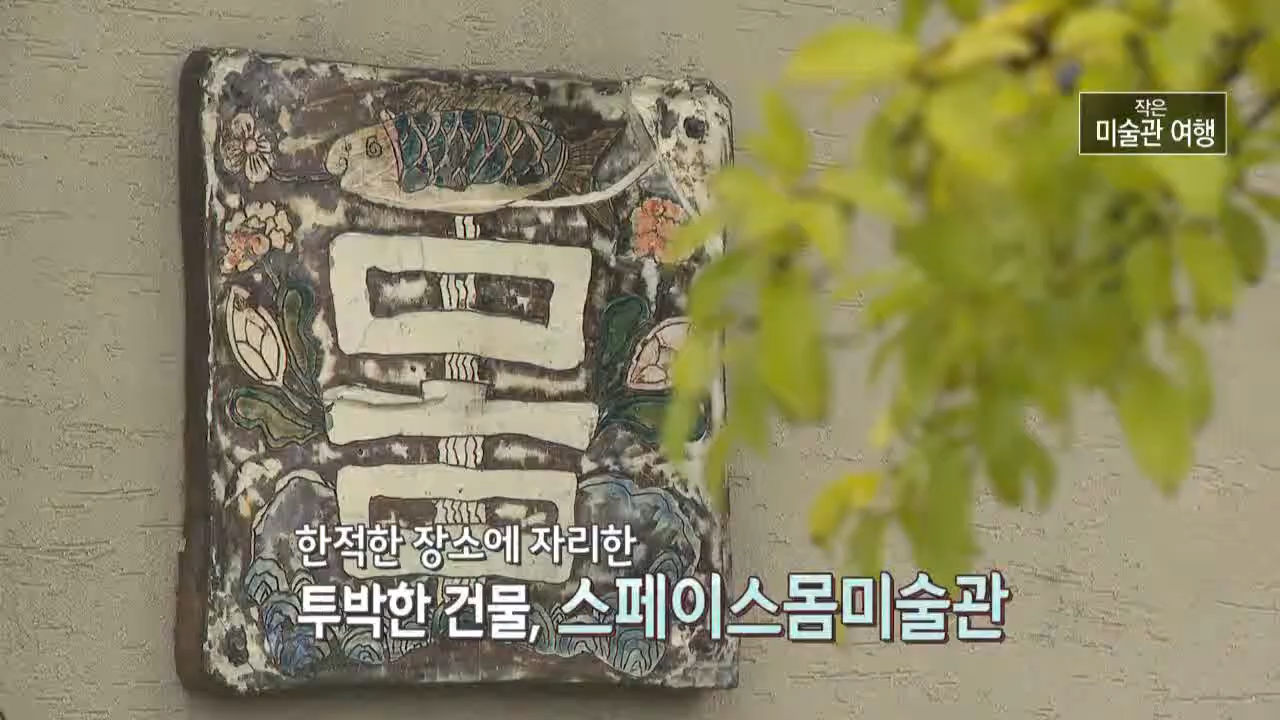 작은
미술관 여행
몸
한적한 장소에 자리한
투박한 건물, 스페이스몸미술관